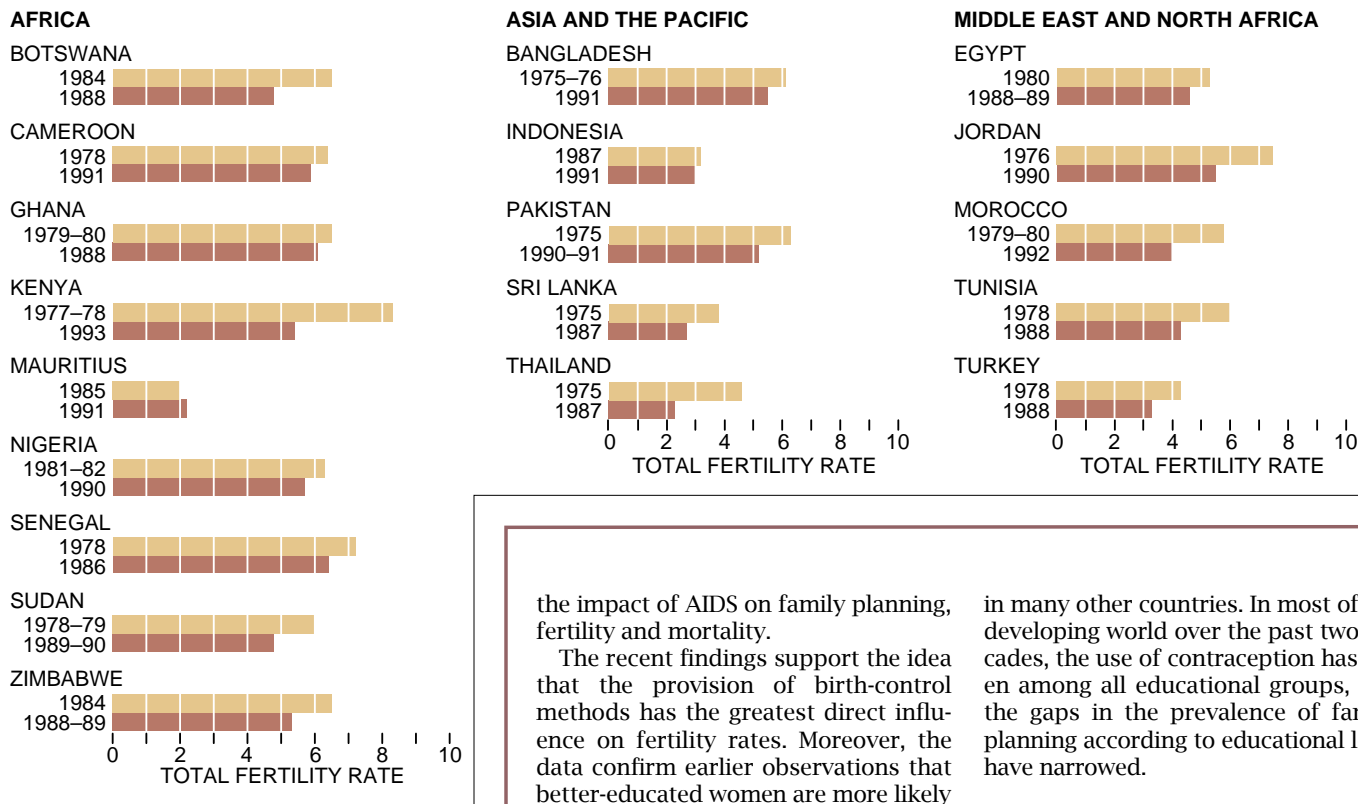 AFRICA
BOTSWANA
1984
1988
CAMEROON
1978
1991
GHANA
1979–80
1988
KENYA
1977–78
1993
MAURITIUS
1985
1991
NIGERIA
1981–82
1990
SENEGAL
1978
1986
SUDAN
1978–79
1989–90
ZIMBABWE
1984
1988–89
0 2 4 6 8 10
TOTAL FERTILITY RATE
ASIA AND THE PACIFIC
BANGLADESH
1975–76
1991
INDONESIA
1987
1991
PAKISTAN
1975
1990–91
SRI LANKA
1975
1987
THAILAND
1975
1987
0 2 4 6 8 10
TOTAL FERTILITY RATE
MIDDLE EAST AND NORTH AFRICA
EGYPT
1980
1988–89
JORDAN
1976
1990
MOROCCO
1979–80
1992
TUNISIA
1978
1988
TURKEY
1978
1988
0 2 4 6 8 10
TOTAL FERTILITY RATE
the impact of AIDS on family planning,
fertility and mortality.
The recent findings support the idea
that the provision of birth-control
methods has the greatest direct influ-
ence on fertility rates. Moreover, the
data confirm earlier observations that
better-educated women are more likely
in many other countries. In most of
developing world over the past two
cades, the use of contraception has
en among all educational groups,
the gaps in the prevalence of fam
planning according to educational l
have narrowed.